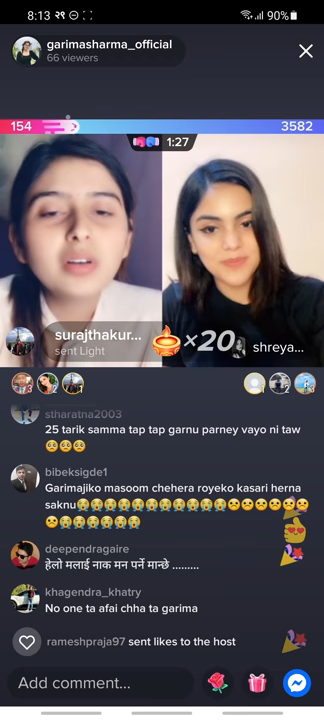 8:13 २९ 90%
garimasharma_official
66 viewers
154 3582
1:27
surajthakur...
sent Light
×20
shreya...
stharatna2003
25 tarik samma tap tap garnu parney vayo ni taw
🥺🥺🥺
bibeksigde1
Garimajiko masoom chehera royeko kasari herna
saknu😭😭😭😭😭😭😭😭😭😭😭😭😟😟😟😟😟
😟😭😭😭😭😭😭
deependragaire
हेलो मलाई नाक मन पर्ने मान्छे .........
khagendra_khatry
No one ta afai chha ta garima
rameshpraja97 sent likes to the host
Add comment...